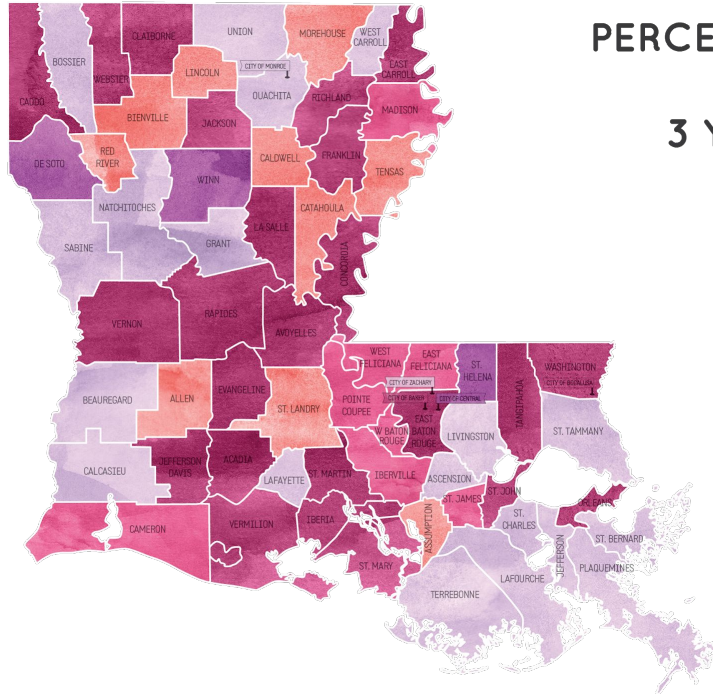 PERCE
3 Y
CLAIBORNE
UNION
MOREHOUSE
WEST
CARROLL
EAST
CARROLL
BOSSIER
WEBSTER
LINCOLN
CITY OF MONROE
OUACHITA
RICHLAND
CADDO
BIENVILLE
JACKSON
MADISON
DE SOTO
RED
RIVER
WINN
CALDWELL
FRANKLIN
TENSAS
NATCHITOCHES
CATAHOULA
SABINE
GRANT
LA SALLE
CONCORDIA
VERNON
RAPIDES
AVOYELLES
WEST
FELICIANA
EAST
FELICIANA
ST.
HELENA
TANGIPAHOA
WASHINGTON
CITY OF BOGALUSA
CITY OF ZACHARY
CITY OF BAKER
CITY OF CENTRAL
BEAUREGARD
ALLEN
EVANGELINE
ST. LANDRY
POINTE
COUPEE
W BATON
ROUGE
EAST
BATON
ROUGE
LIVINGSTON
ST. TAMMANY
CALCASIEU
JEFFERSON
DAVIS
ACADIA
LAFAYETTE
ST. MARTIN
IBERVILLE
ASCENSION
ST. JAMES
ST. JOHN
ORLEANS
CAMERON
VERMILION
IBERIA
ST. MARY
ASSUMPTION
ST.
CHARLES
JEFFERSON
ST. BERNARD
PLAQUEMINES
TERREBONNE
LAFOURCHE